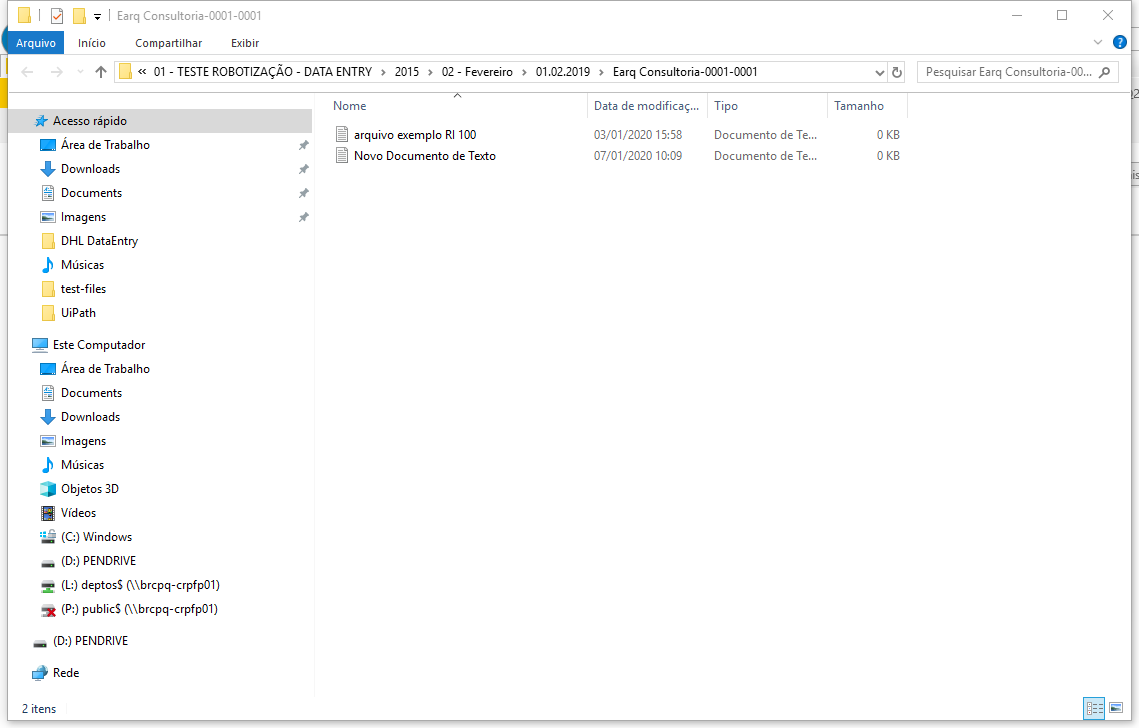 Earq Consultoria-0001-0001
Arquivo Início Compartilhar Exibir
« 01 - TESTE ROBOTIZAÇÃO - DATA ENTRY > 2015 > 02 - Fevereiro > 01.02.2019 > Earq Consultoria-0001-0001
Pesquisar Earq Consultoria-00...
Nome Data de modificaç... Tipo Tamanho
arquivo exemplo RI 100 03/01/2020 15:58 Documento de Te... 0 KB
Novo Documento de Texto 07/01/2020 10:09 Documento de Te... 0 KB
Acesso rápido
Área de Trabalho
Downloads
Documents
Imagens
DHL DataEntry
Músicas
test-files
UiPath
Este Computador
Área de Trabalho
Documents
Downloads
Imagens
Músicas
Objetos 3D
Vídeos
(C:) Windows
(D:) PENDRIVE
(L:) deptos$ (\\brcpq-crpfp01)
(P:) public$ (\\brcpq-crpfp01)
(D:) PENDRIVE
Rede
2 itens